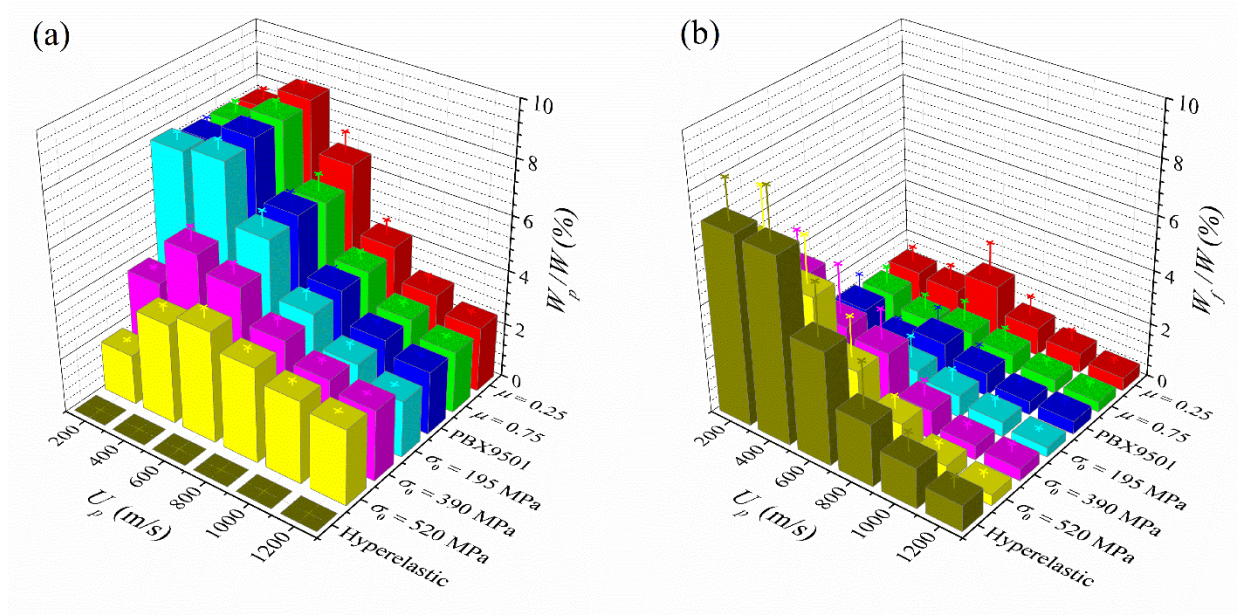 (a)
10
8
6
4
2
0
W_p/W (%)
200
400
600
800
1000
1200
U_p (m/s)
μ = 0.25
μ = 0.75
PBX9501
σ_0 = 195 MPa
σ_0 = 390 MPa
σ_0 = 520 MPa
Hyperelastic
(b)
10
8
6
4
2
0
W_f/W (%)
200
400
600
800
1000
1200
U_p (m/s)
μ = 0.25
μ = 0.75
PBX9501
σ_0 = 195 MPa
σ_0 = 390 MPa
σ_0 = 520 MPa
Hyperelastic